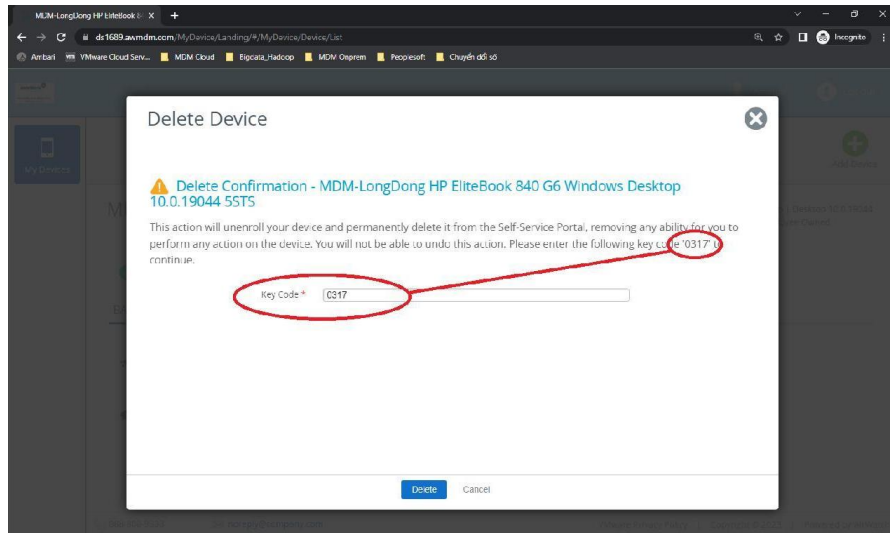 MDM-LongDong HP EliteBook 8
ds1689.awmdm.com/MyDevice/Landing/#/MyDevice/Device/List
Incognito
Ambari VMware Cloud Serv... MDM Cloud Bigdata_Hadoop MDM Onprem Peoplesoft Chuyển đổi số
Delete Device
My Devices
Add Device
Delete Confirmation - MDM-LongDong HP EliteBook 840 G6 Windows Desktop
10.0.19044 5STS
This action will unenroll your device and permanently delete it from the Self-Service Portal, removing any ability for you to
perform any action on the device. You will not be able to undo this action. Please enter the following key code '0317' to
continue.
Key Code * 0317
Delete Cancel